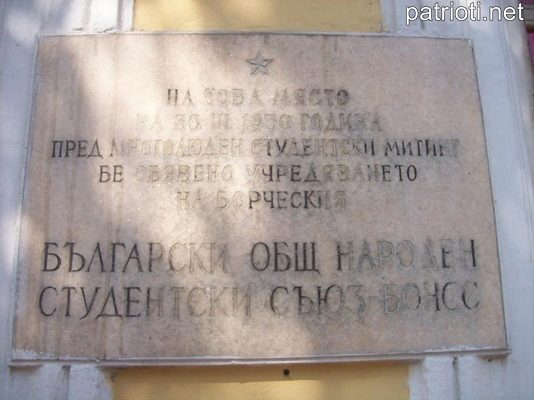 patrioti.net
НА ТОВА МЯСТО
НА 30 III 1930 ГОДИНА
ПРЕД МНОГОЛЮДЕН СТУДЕНТСКИ МИТИНГ
БЕ ОБЯВЕНО УЧРЕДЯВАНЕТО
НА БОРЧЕСКИЯ
БЪЛГАРСКИ ОБЩ НАРОДЕН
СТУДЕНТСКИ СЪЮЗ-БОНСС